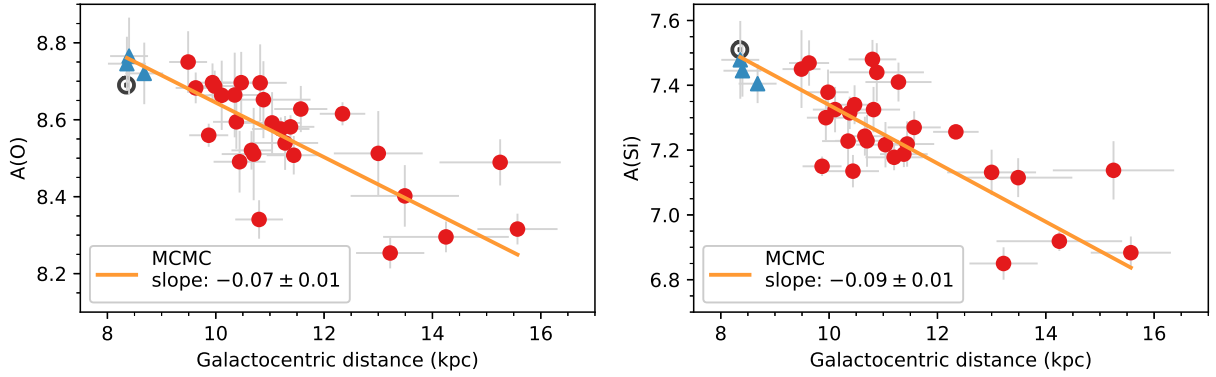 A(O)
8.8
8.6
8.4
8.2
MCMC
slope: −0.07 ± 0.01
8 10 12 14 16
Galactocentric distance (kpc)
A(Si)
7.6
7.4
7.2
7.0
6.8
MCMC
slope: −0.09 ± 0.01
8 10 12 14 16
Galactocentric distance (kpc)